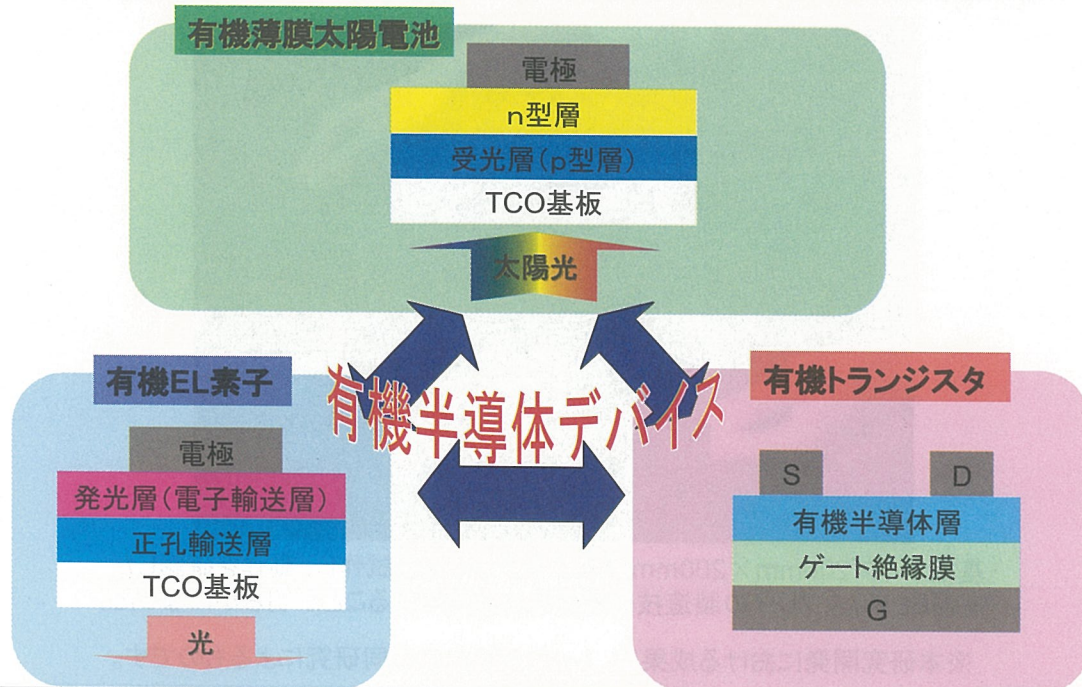 有機薄膜太陽電池
電極
n型層
受光層(p型層)
TCO基板
太陽光
有機半導体デバイス
有機EL素子
電極
発光層(電子輸送層)
正孔輸送層
TCO基板
光
有機トランジスタ
S D
有機半導体層
ゲート絶縁膜
G